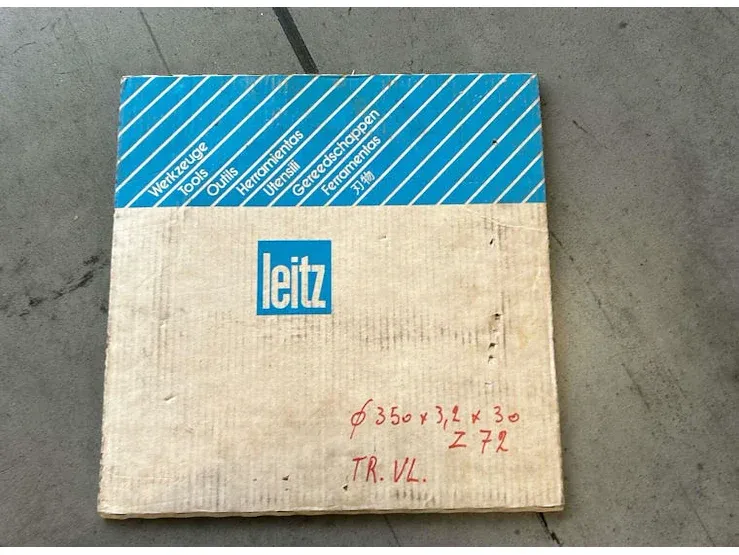 Werkzeuge
Tools
Outils
Herramientas
Utensili
Gereedschappen
Ferramentas
刃物
leitz
ϕ 350 x 3,2 x 30
Z 72
TR. VL.